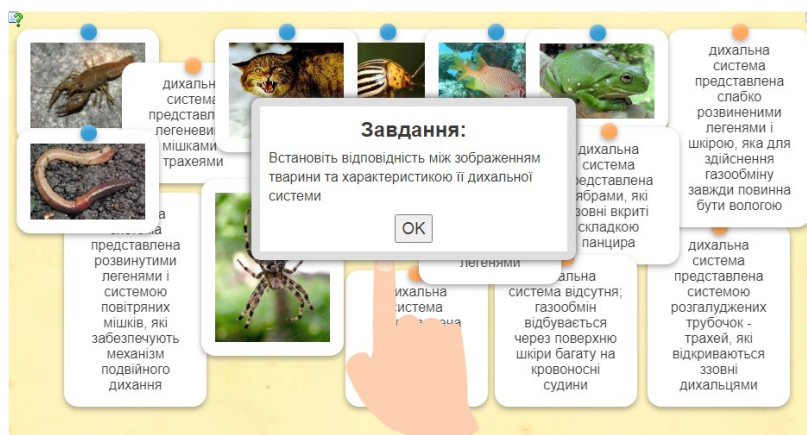 Завдання:
Встановіть відповідність між зображенням
тварини та характеристикою її дихальної
системи
OK
дихальна
система
представлена
слабко
розвиненими
легенями і
шкірою, яка для
здійснення
газообміну
завжди повинна
бути вологою
система
мішками
трахеями
дихальна
система
зябрами, які
ззовні вкриті
складкою
панцира
представлена
розвинутими
легенями і
системою
повітряних
мішків, які
забезпечують
механізм
подвійного
дихання
легенями
система
система відсутня;
газообмін
відбувається
через поверхню
шкіри багату на
кровоносні
судини
дихальна
система
представлена
системою
розгалуджених
трубочок -
трахей, які
відкриваються
ззовні
дихальцями